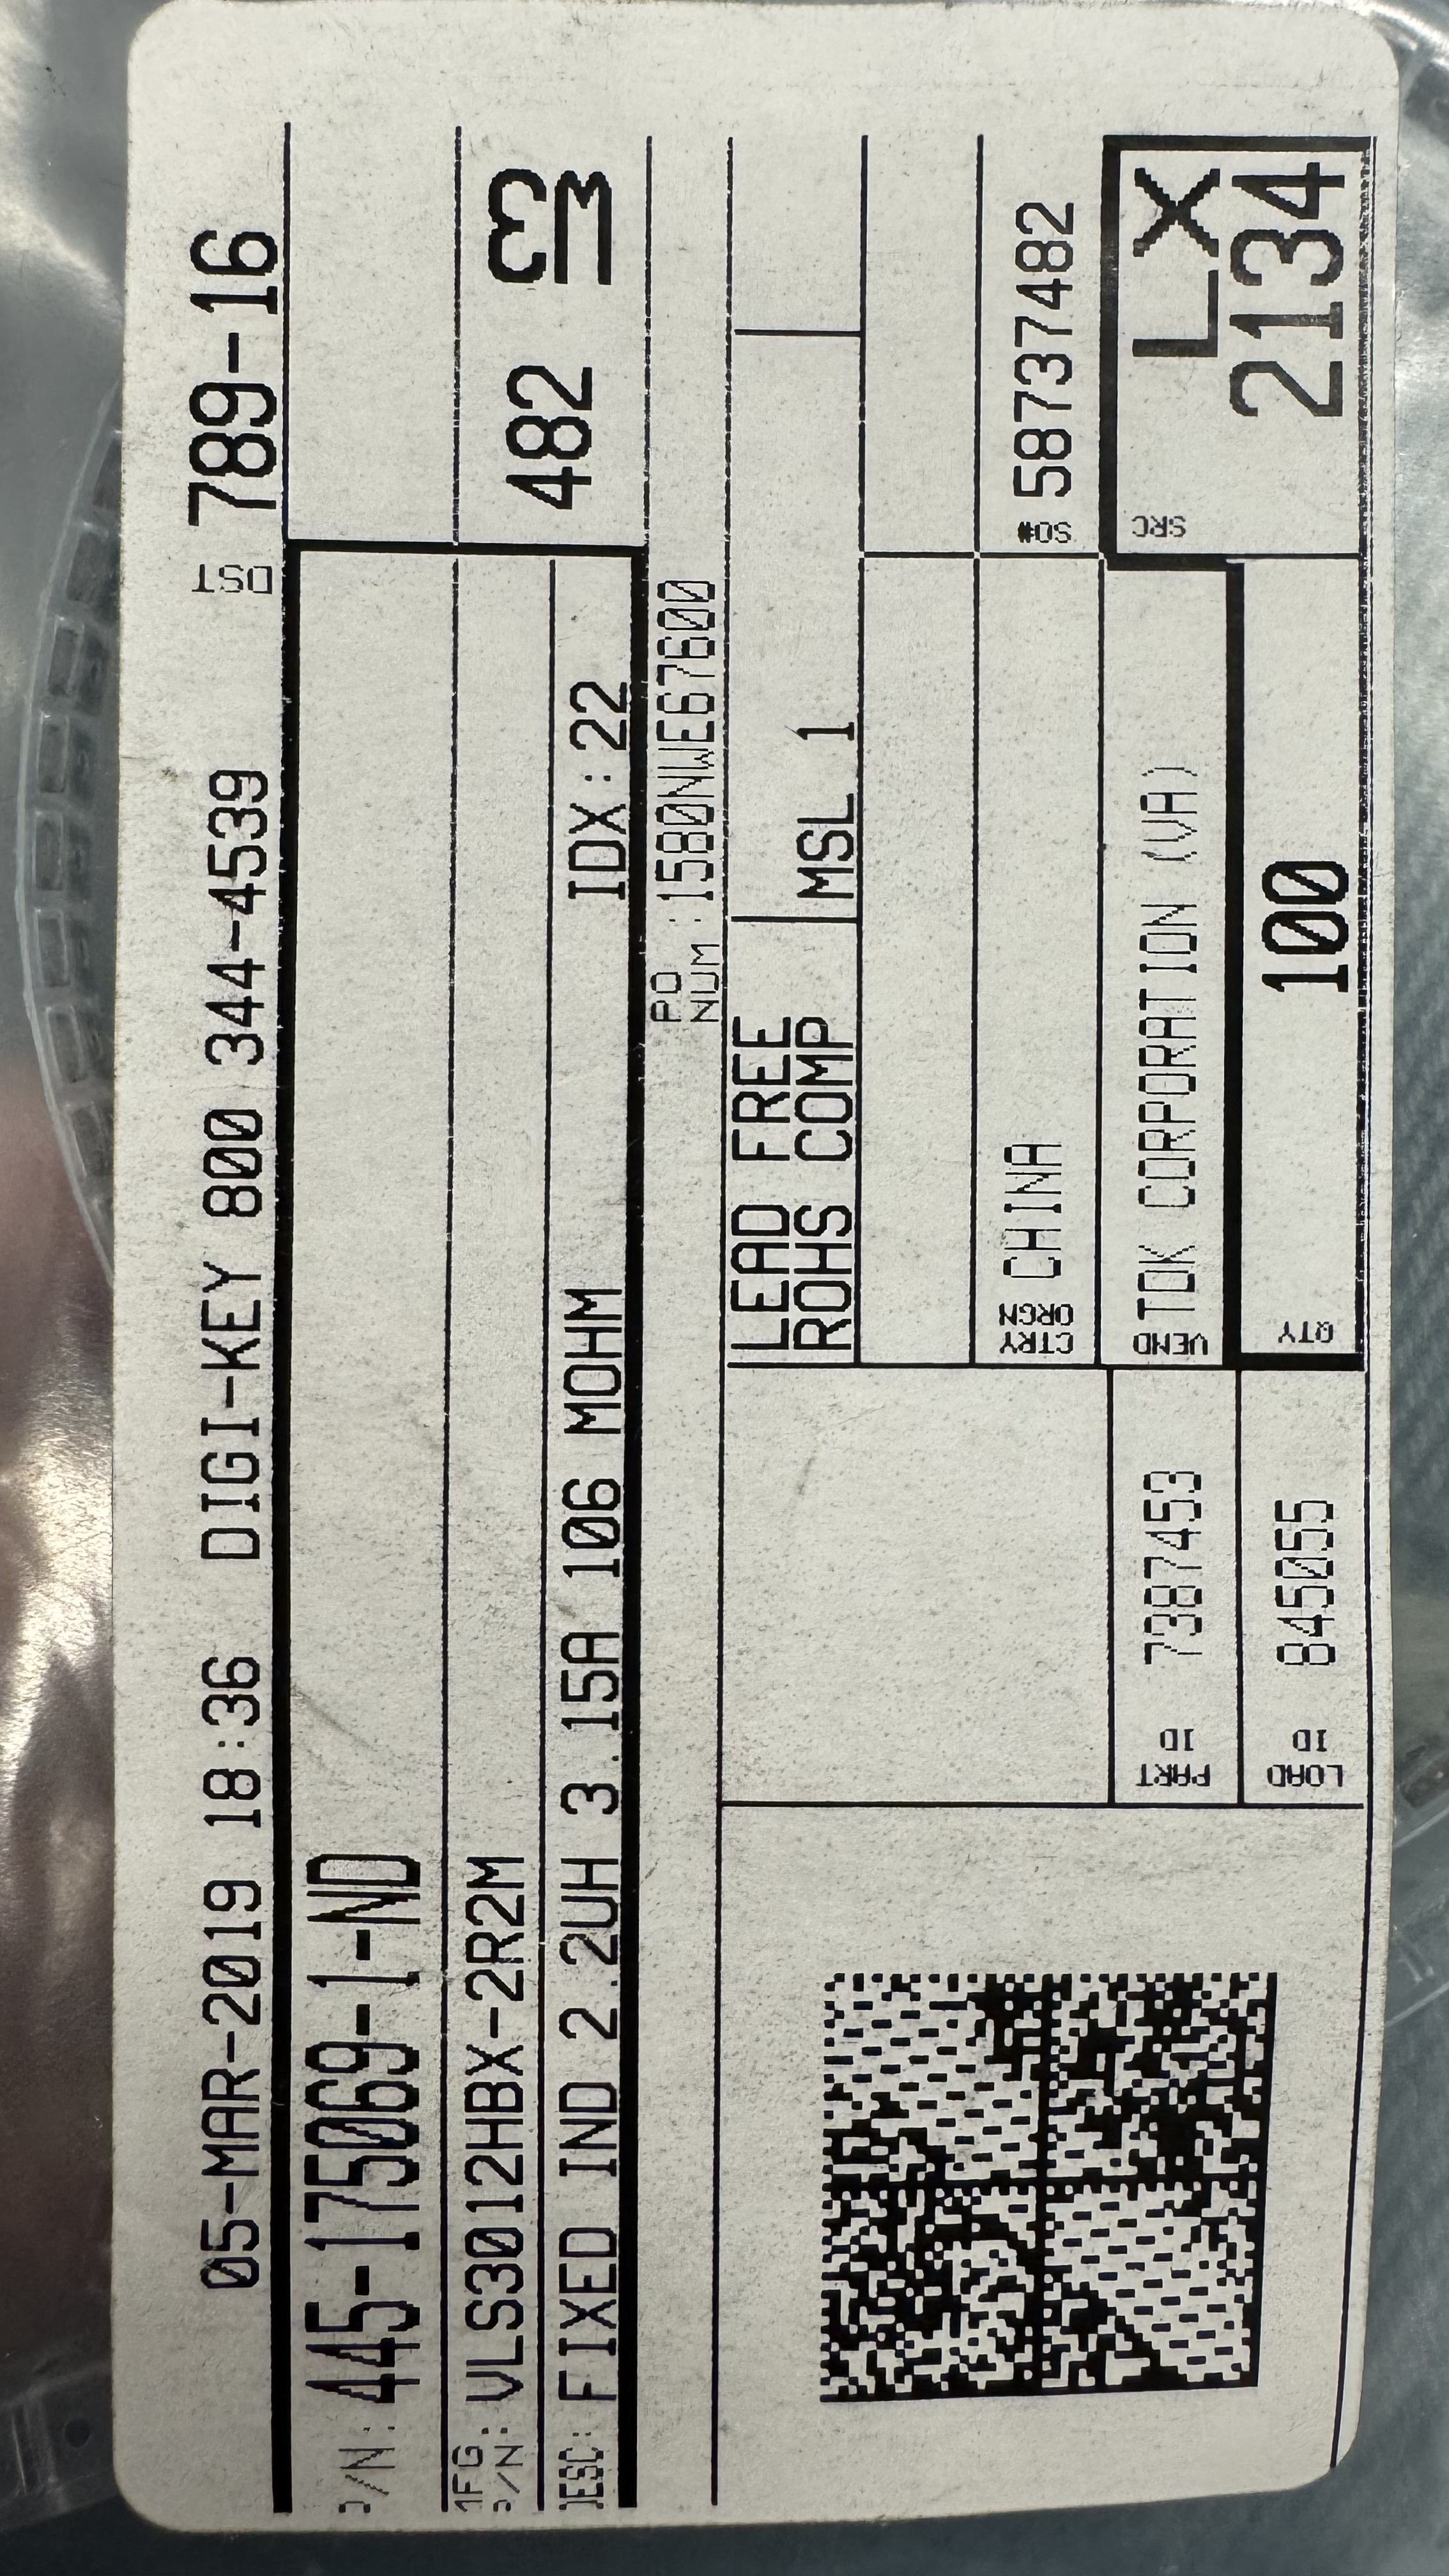 05-MAR-2019 18:36 DIGI-KEY 800 344-4539 DST 789-16
P/N: 445-175069-1-ND
MFG
P/N: VLS3012HBX-2R2M
482
DESC: FIXED IND 2.2UH 3.15A 106 MOHM IDX:22
PO
NUM :1580NWE67600
LEAD FREE
ROHS COMP
MSL 1
CTRY
ORGN CHINA
SO# 58737482
PART
ID 7387453
VEND TDK CORPORATION (VA)
SRC LX
2134
LOAD
ID 845055
QTY 100